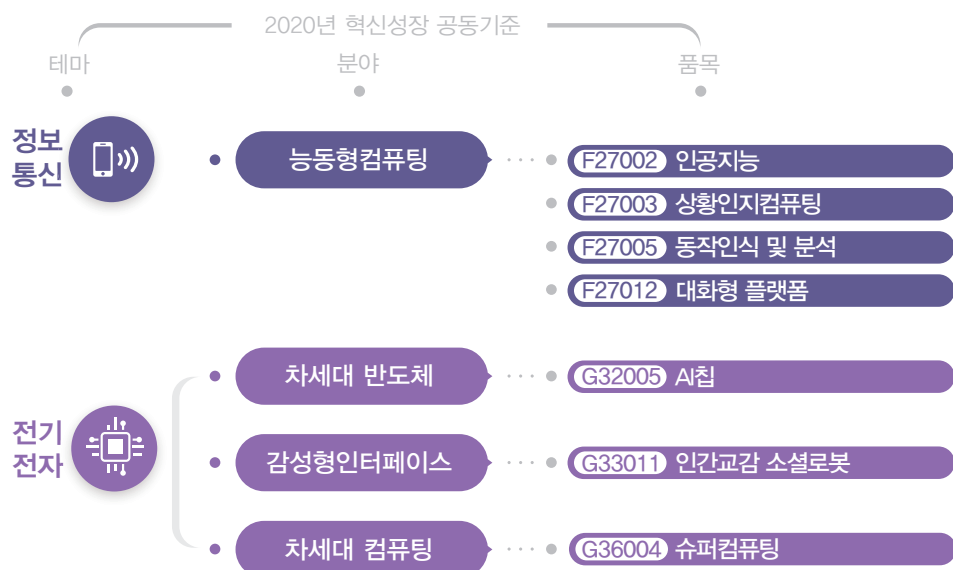 2020년 혁신성장 공동기준
테마
분야
품목
정보
통신
능동형컴퓨팅
F27002 인공지능
F27003 상황인지컴퓨팅
F27005 동작인식 및 분석
F27012 대화형 플랫폼
전기
전자
차세대 반도체
G32005 AI칩
감성형인터페이스
G33011 인간교감 소셜로봇
차세대 컴퓨팅
G36004 슈퍼컴퓨팅